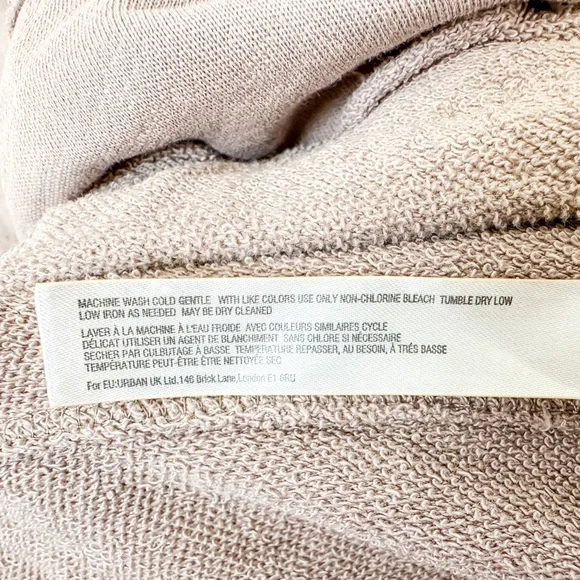 MACHINE WASH COLD GENTLE WITH LIKE COLORS USE ONLY NON-CHLORINE BLEACH TUMBLE DRY LOW
LOW IRON AS NEEDED MAY BE DRY CLEANED
LAVER À LA MACHINE À L'EAU FROIDE AVEC COULEURS SIMILAIRES CYCLE
DÉLICAT UTILISER UN AGENT DE BLANCHIMENT SANS CHLORE SI NÉCESSAIRE
SECHER PAR CULBUTAGE À BASSE TEMPÉRATURE REPASSER, AU BESOIN, À TRÉS BASSE
TEMPÉRATURE PEUT-ÊTRE ÊTRE NETTOYÉE SEC
For EU:URBAN UK Ltd.146 Brick Lane,London E1 6RU